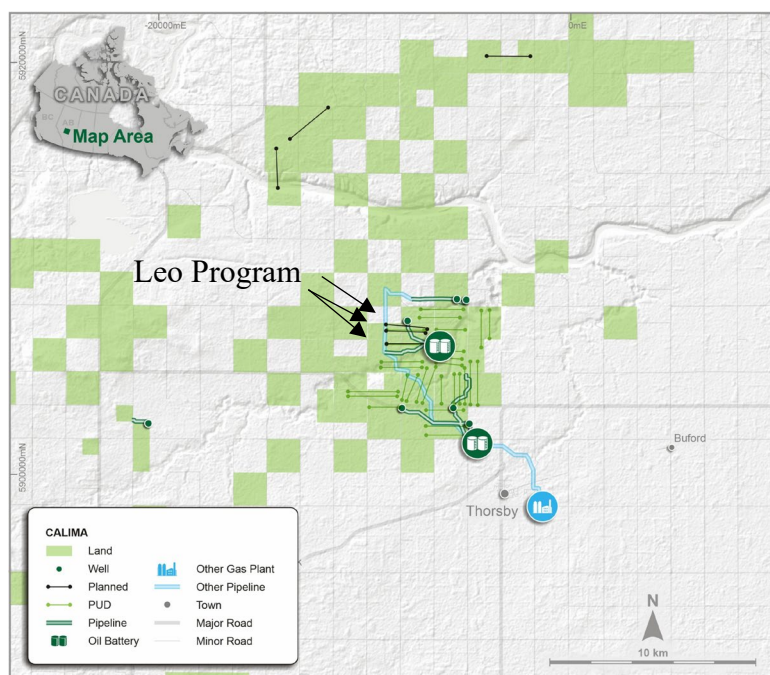 -20000mE
0mE
5920000mN
CANADA
BC
AB
Map Area
Leo Program
5900000mN
Buford
Thorsby
CALIMA
Land
Well
Planned
PUD
Pipeline
Oil Battery
Other Gas Plant
Other Pipeline
Town
Major Road
Minor Road
N
10 km